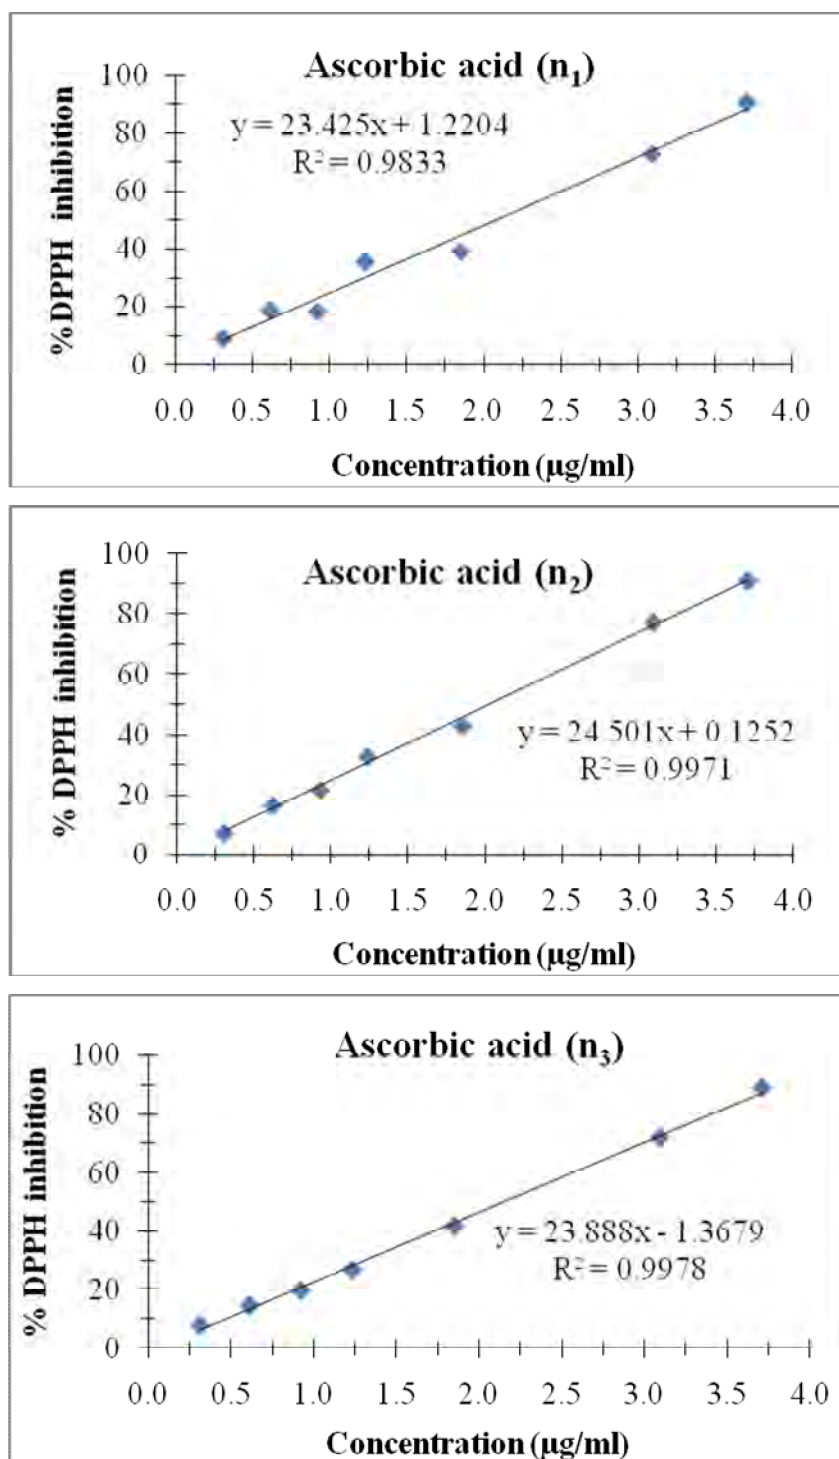 Ascorbic acid (n₁)
y = 23.425x + 1.2204
R² = 0.9833
% DPPH inhibition
100
80
60
40
20
0
0.0 0.5 1.0 1.5 2.0 2.5 3.0 3.5 4.0
Concentration (µg/ml)
Ascorbic acid (n₂)
y = 24.501x + 0.1252
R² = 0.9971
% DPPH inhibition
100
80
60
40
20
0
0.0 0.5 1.0 1.5 2.0 2.5 3.0 3.5 4.0
Concentration (µg/ml)
Ascorbic acid (n₃)
y = 23.888x - 1.3679
R² = 0.9978
% DPPH inhibition
100
80
60
40
20
0
0.0 0.5 1.0 1.5 2.0 2.5 3.0 3.5 4.0
Concentration (µg/ml)